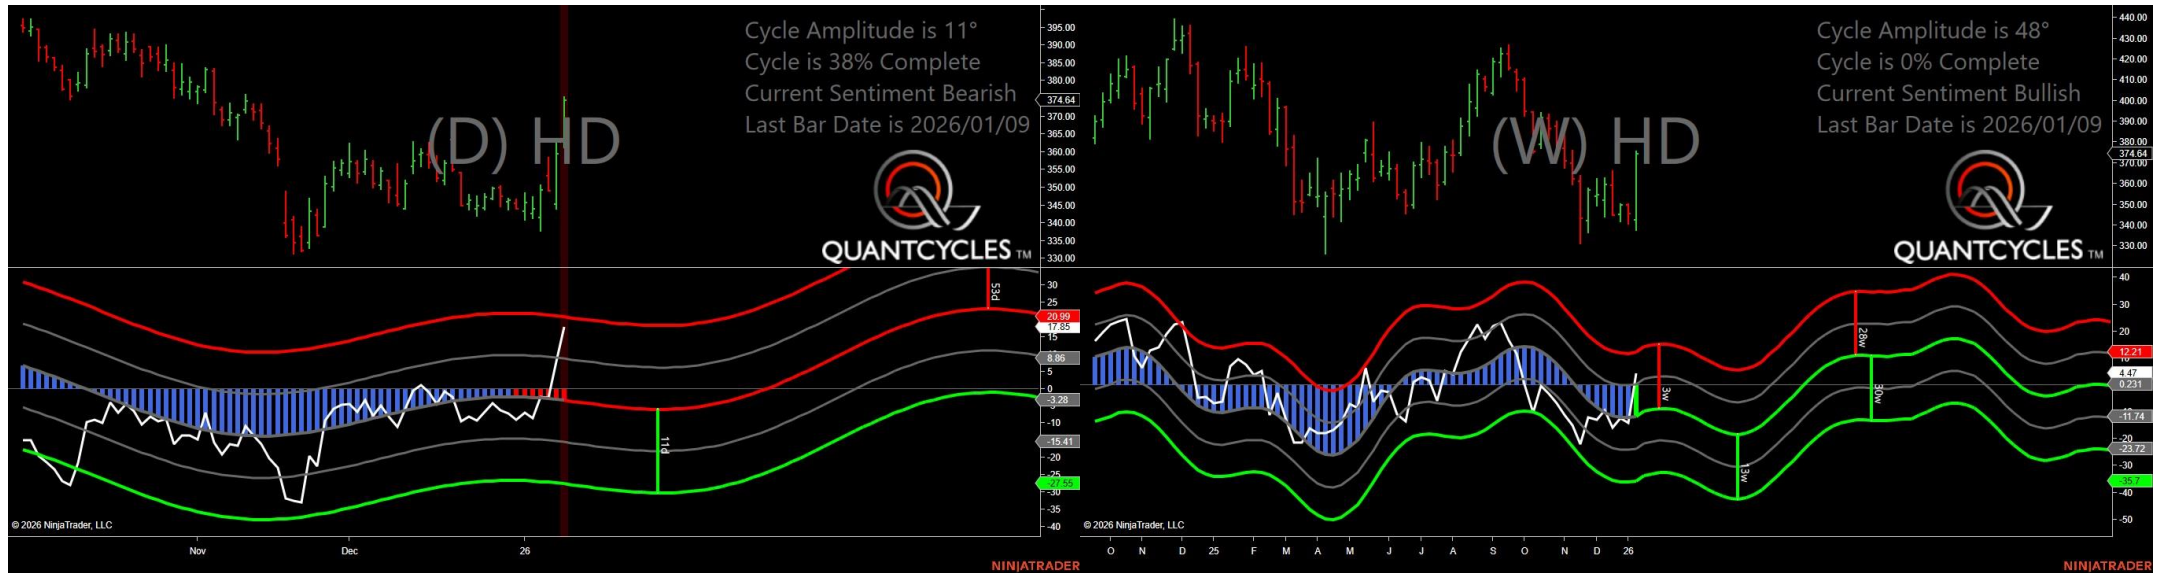 Cycle Amplitude is 11°
Cycle is 38% Complete
Current Sentiment Bearish
Last Bar Date is 2026/01/09
(D) HD
QUANTCYCLES TM
395.00
390.00
385.00
380.00
374.64
370.00
365.00
360.00
355.00
350.00
345.00
340.00
335.00
330.00
53d
11d
30
25
20.99
17.85
15
10
8.86
5
0
-3.28
-5
-10
-15.41
-20
-25
-27.55
-30
-35
-40
© 2026 NinjaTrader, LLC
Nov
Dec
26
NINJATRADER
Cycle Amplitude is 48°
Cycle is 0% Complete
Current Sentiment Bullish
Last Bar Date is 2026/01/09
(W) HD
QUANTCYCLES TM
440.00
430.00
420.00
410.00
400.00
390.00
380.00
374.64
370.00
360.00
350.00
340.00
330.00
3w
13w
28w
30w
40
30
20
12.21
4.47
0.231
-11.74
-20
-23.72
-30
-35.7
-40
-50
© 2026 NinjaTrader, LLC
O N D 25 F M A M J J A S O N D 26
NINJATRADER